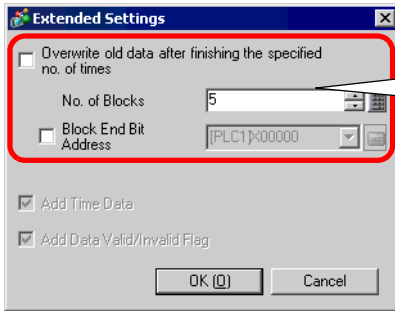 Extended Settings
Overwrite old data after finishing the specified
no. of times
No. of Blocks 5
Block End Bit
Address
[PLC1]X00000
Add Time Data
Add Data Valid/Invalid Flag
OK (O) Cancel